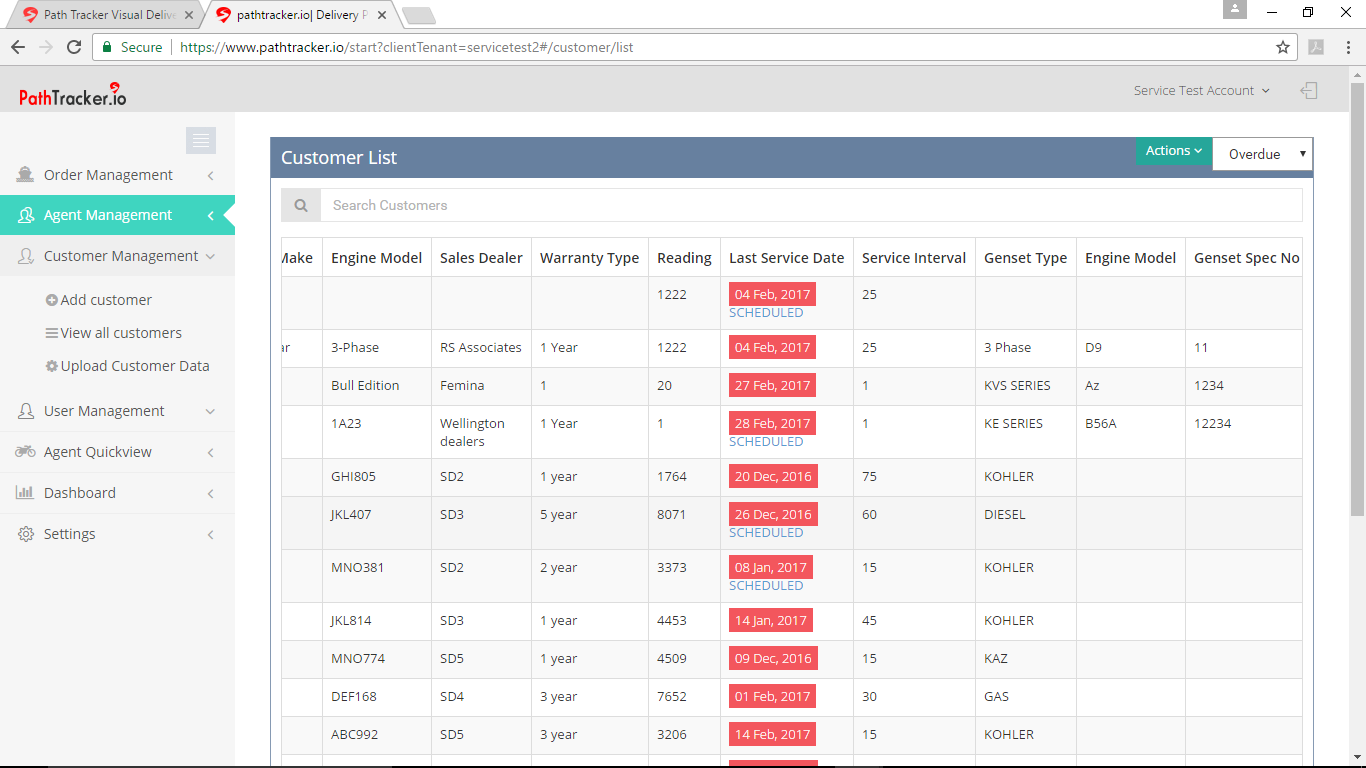 Path Tracker Visual Delive
pathtracker.io| Delivery P
Secure
https://www.pathtracker.io/start?clientTenant=servicetest2#/customer/list
PathTracker.io
Service Test Account
Order Management
Agent Management
Customer Management
Add customer
View all customers
Upload Customer Data
User Management
Agent Quickview
Dashboard
Settings
Customer List
Actions
Overdue
Search Customers
Make Engine Model Sales Dealer Warranty Type Reading Last Service Date Service Interval Genset Type Engine Model Genset Spec No
1222 04 Feb, 2017 25
SCHEDULED
ar 3-Phase RS Associates 1 Year 1222 04 Feb, 2017 25 3 Phase D9 11
Bull Edition Femina 1 20 27 Feb, 2017 1 KVS SERIES Az 1234
1A23 Wellington 1 Year 1 28 Feb, 2017 1 KE SERIES B56A 12234
dealers SCHEDULED
GHI805 SD2 1 year 1764 20 Dec, 2016 75 KOHLER
JKL407 SD3 5 year 8071 26 Dec, 2016 60 DIESEL
SCHEDULED
MNO381 SD2 2 year 3373 08 Jan, 2017 15 KOHLER
SCHEDULED
JKL814 SD3 1 year 4453 14 Jan, 2017 45 KOHLER
MNO774 SD5 1 year 4509 09 Dec, 2016 15 KAZ
DEF168 SD4 3 year 7652 01 Feb, 2017 30 GAS
ABC992 SD5 3 year 3206 14 Feb, 2017 15 KOHLER